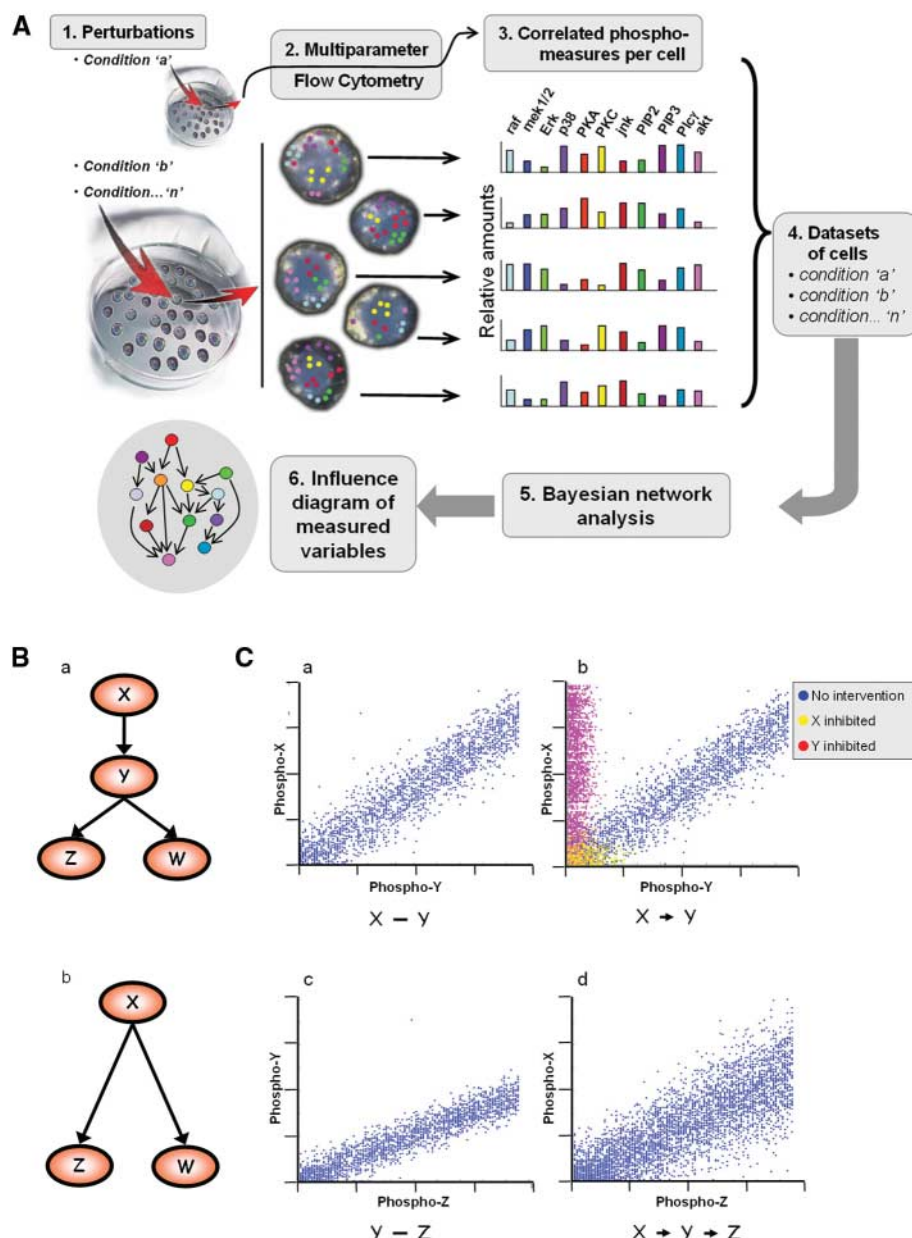 A
1. Perturbations
• Condition 'a'
• Condition 'b'
• Condition... 'n'
2. Multiparameter
Flow Cytometry
3. Correlated phospho-
measures per cell
raf
mek1/2
Erk
p38
PKA
PKC
jnk
PIP2
PIP3
Plcγ
akt
Relative amounts
4. Datasets
of cells
• condition 'a'
• condition 'b'
• condition... 'n'
5. Bayesian network
analysis
6. Influence
diagram of
measured
variables
B
a
X
Y
Z
W
b
X
Z
W
C
a
Phospho-X
Phospho-Y
X – Y
b
Phospho-X
Phospho-Y
X → Y
No intervention
X inhibited
Y inhibited
c
Phospho-Y
Phospho-Z
Y – Z
d
Phospho-X
Phospho-Z
X → Y → Z